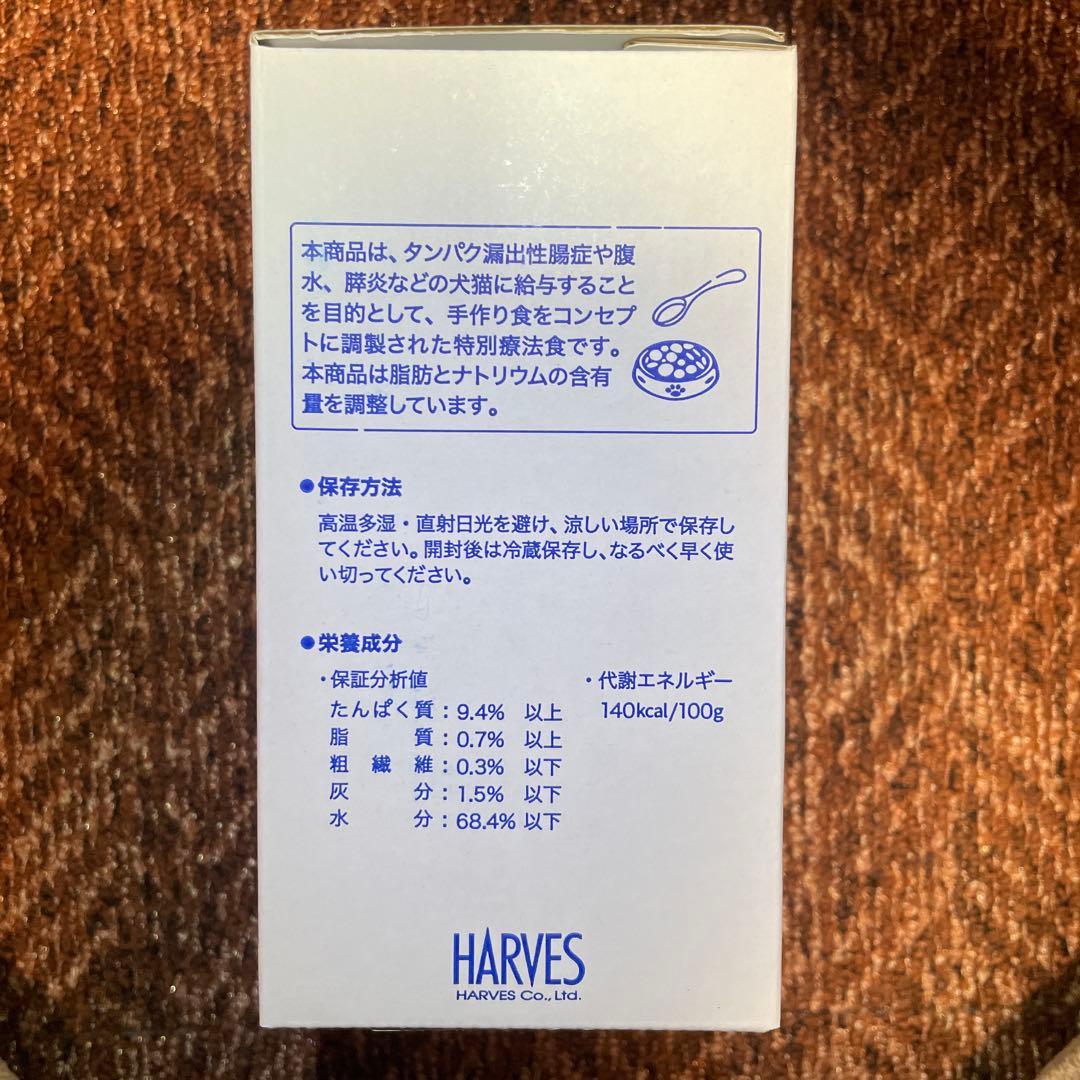 本商品は、タンパク漏出性腸症や腹
水、膵炎などの犬猫に給与すること
を目的として、手作り食をコンセプ
トに調製された特別療法食です。
本商品は脂肪とナトリウムの含有
量を調整しています。
●保存方法
高温多湿・直射日光を避け、涼しい場所で保存し
てください。開封後は冷蔵保存し、なるべく早く使
い切ってください。
●栄養成分
・保証分析値
たんぱく質：9.4% 以上
脂質：0.7% 以上
粗繊維：0.3% 以下
灰分：1.5% 以下
水分：68.4% 以下
・代謝エネルギー
140kcal/100g
HARVES
HARVES Co., Ltd.